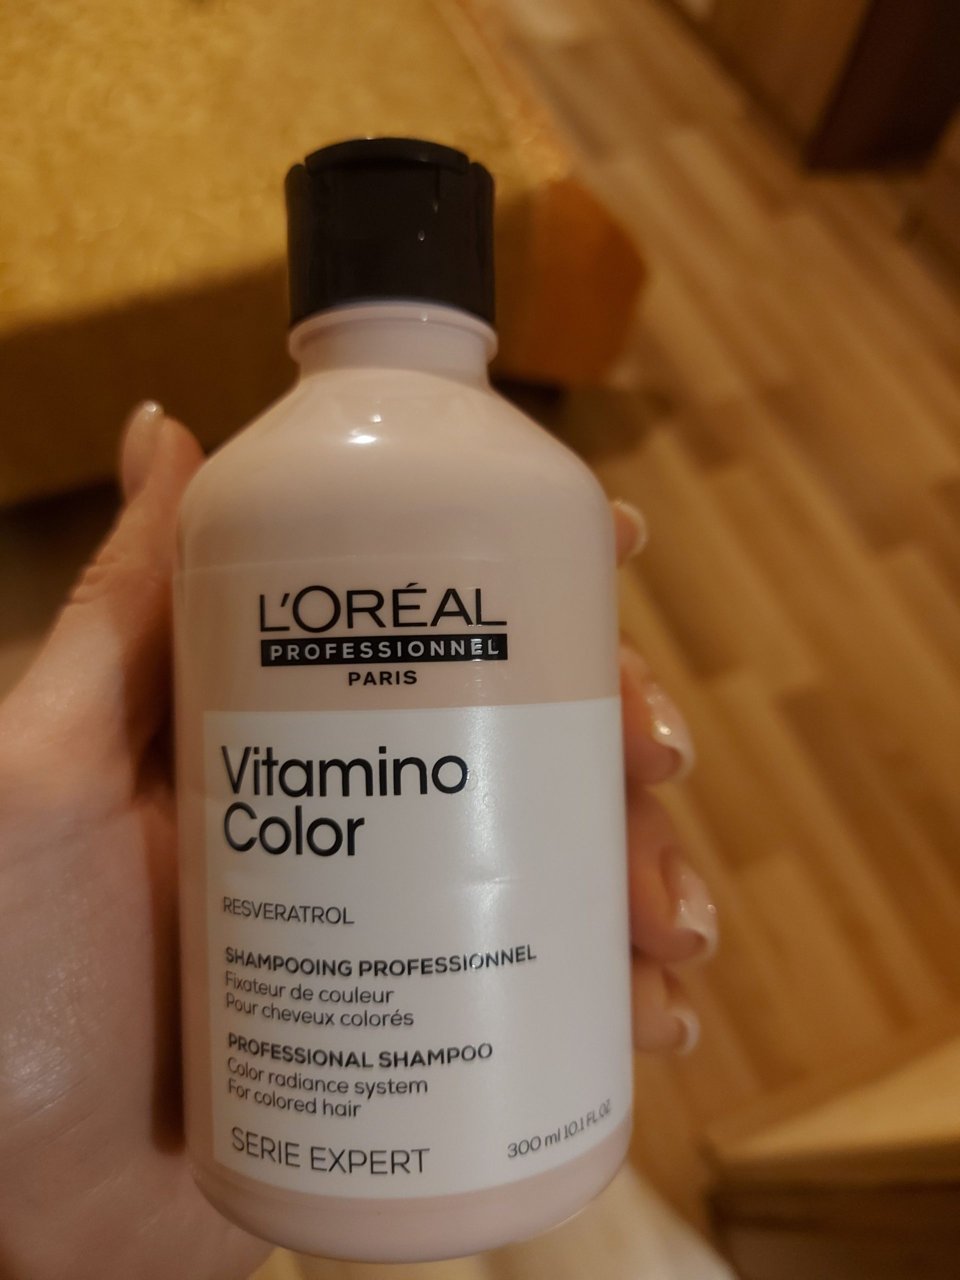 L'ORÉAL
PROFESSIONNEL
PARIS
Vitamino
Color
RESVERATROL
SHAMPOOING PROFESSIONNEL
Fixateur de couleur
Pour cheveux colorés
PROFESSIONAL SHAMPOO
Color radiance system
For colored hair
SERIE EXPERT
300 ml 10.1 FL OZ